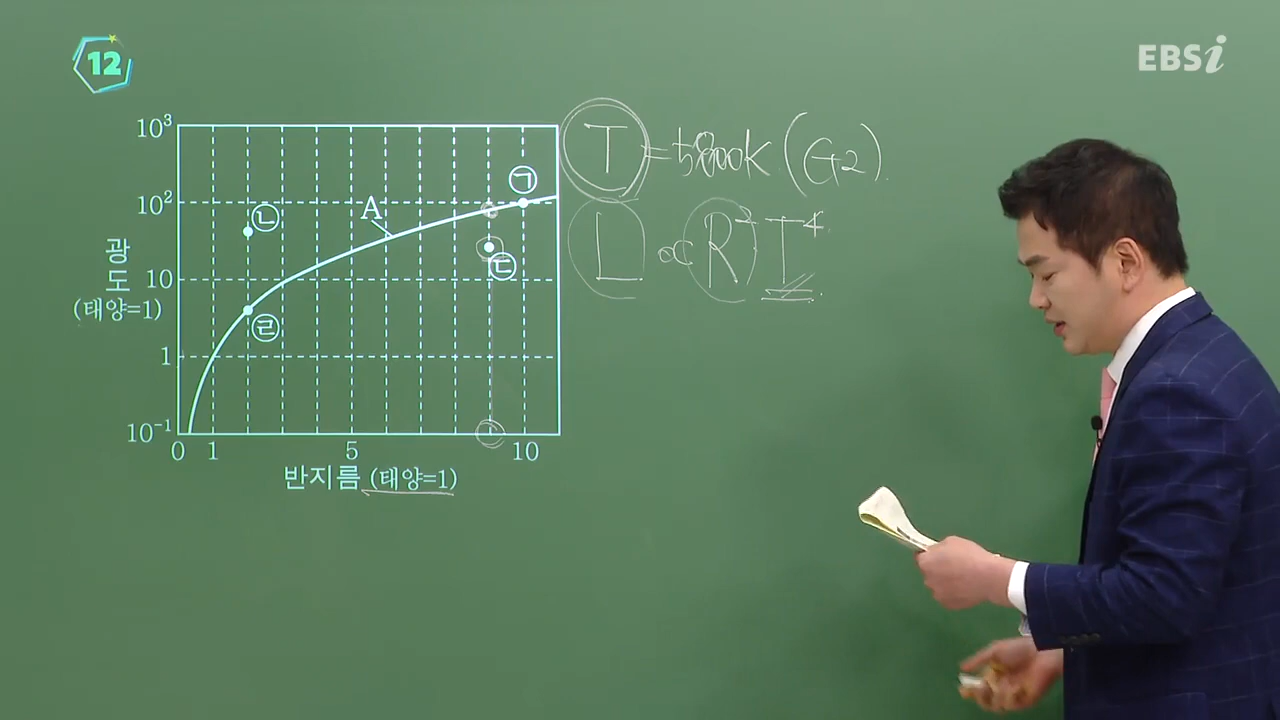 12
EBSi
10³
10²
10
1
10⁻¹
광도
(태양=1)
㉠
㉡
㉢
㉣
A
0 1 5 10
반지름 (태양=1)
T = 5800K (G2)
L ∝ R² T⁴